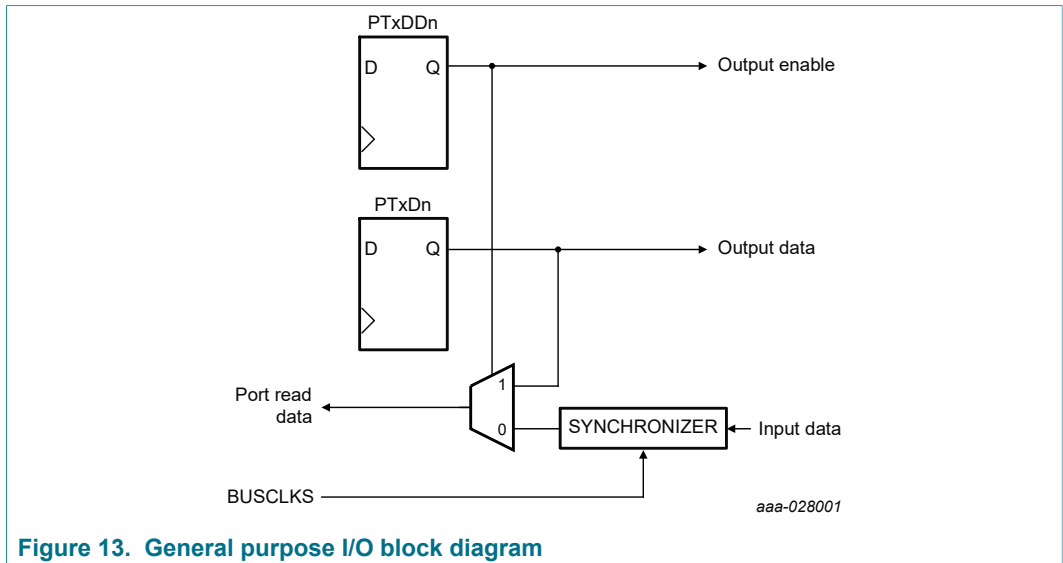 PTxDDn
D Q
Output enable
PTxDn
D Q
Output data
1
Port read
data
0
SYNCHRONIZER
Input data
BUSCLKS
aaa-028001
Figure 13. General purpose I/O block diagram